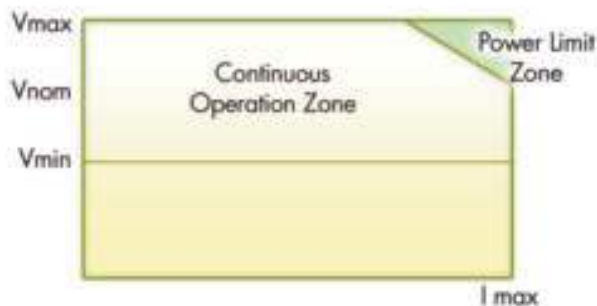 Vmax
Power Limit
Zone
Continuous
Operation Zone
Vnom
Vmin
I max